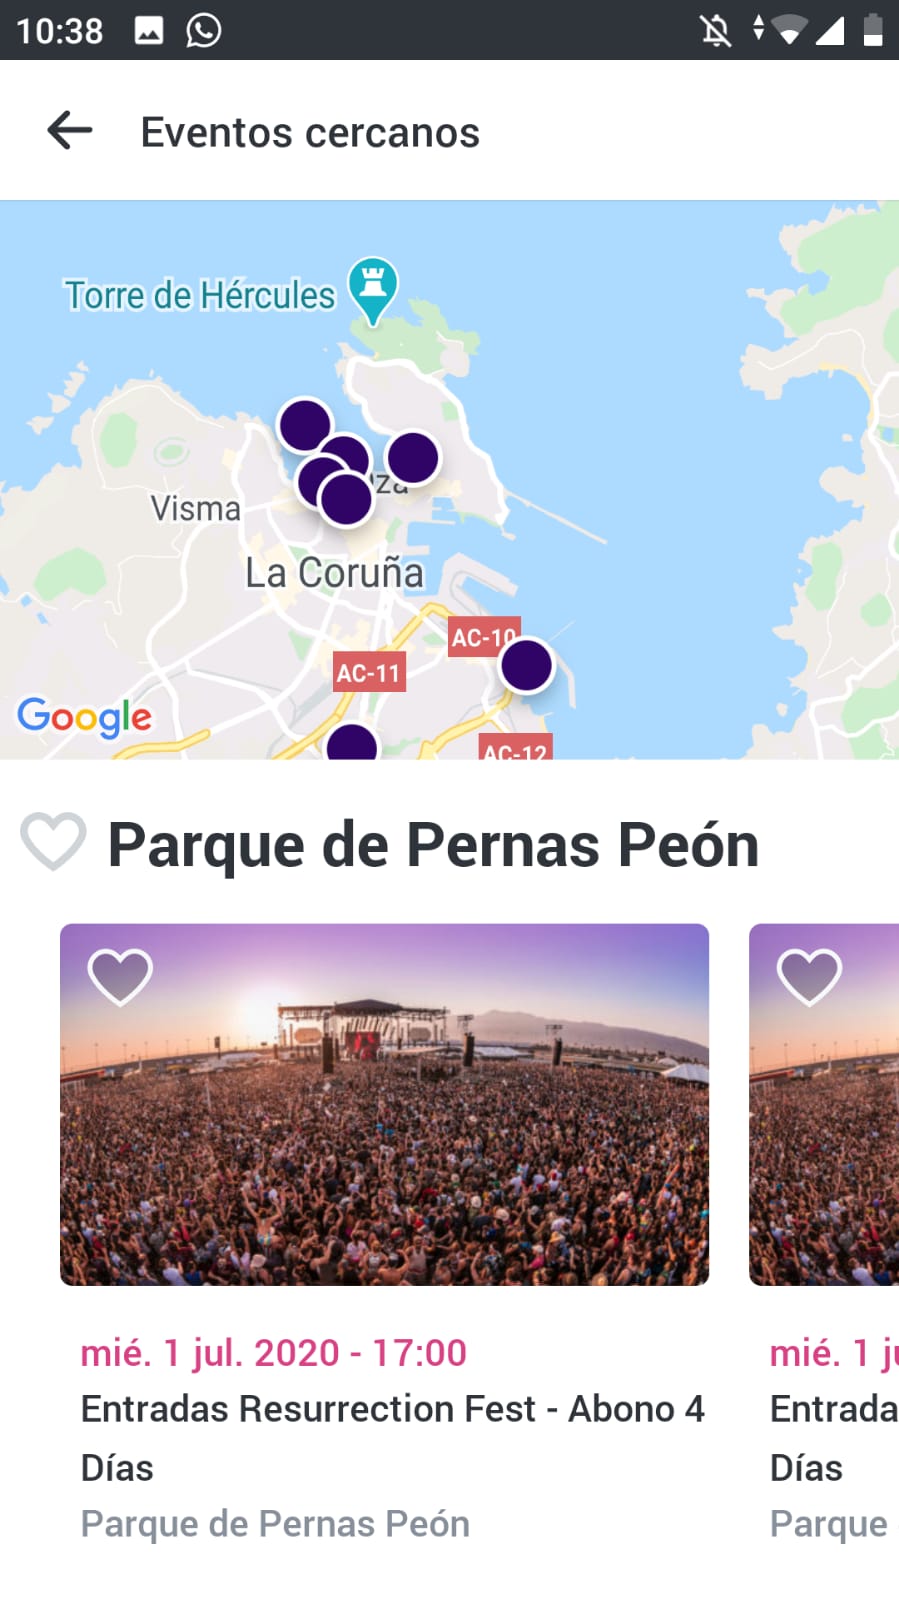 10:38
Eventos cercanos
Torre de Hércules
Visma
La Coruña
AC-10
AC-11
Google
AC-12
Parque de Pernas Peón
mié. 1 jul. 2020 - 17:00
Entradas Resurrection Fest - Abono 4
Días
Parque de Pernas Peón
mié. 1 ju
Entrada
Días
Parque